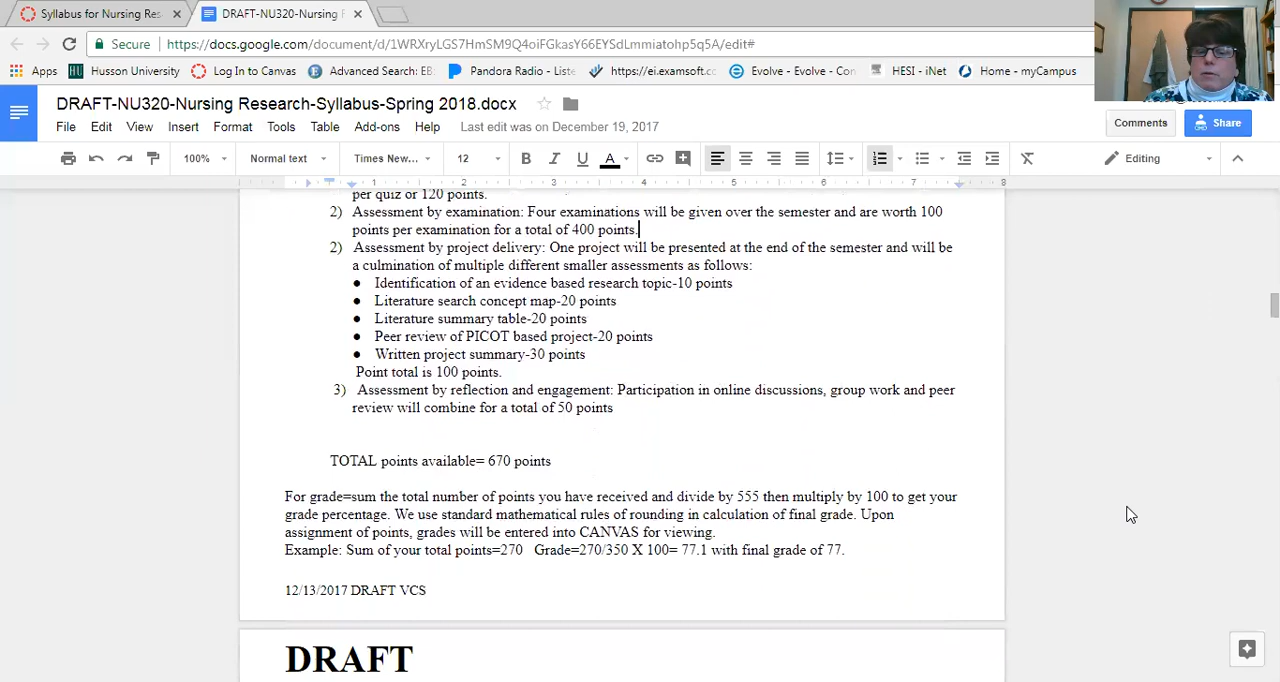 Syllabus for Nursing Res
DRAFT-NU320-Nursing F
Secure
https://docs.google.com/document/d/1WRXryLGS7HmSM9Q4oiFGkasY66EYSdLmmiatohp5q5A/edit#
Apps
Husson University
Log In to Canvas
Advanced Search: EB
Pandora Radio - Liste
https://ei.examsoft.cc
Evolve - Evolve - Con
HESI - iNet
Home - myCampus
DRAFT-NU320-Nursing Research-Syllabus-Spring 2018.docx
File Edit View Insert Format Tools Table Add-ons Help Last edit was on December 19, 2017
Comments
Share
100% Normal text Times New... 12 B I U A Editing
1 2 3 4 5 6 7 8
per quiz or 120 points.
2) Assessment by examination: Four examinations will be given over the semester and are worth 100
points per examination for a total of 400 points.
2) Assessment by project delivery: One project will be presented at the end of the semester and will be
a culmination of multiple different smaller assessments as follows:
● Identification of an evidence based research topic-10 points
● Literature search concept map-20 points
● Literature summary table-20 points
● Peer review of PICOT based project-20 points
● Written project summary-30 points
Point total is 100 points.
3) Assessment by reflection and engagement: Participation in online discussions, group work and peer
review will combine for a total of 50 points
TOTAL points available= 670 points
For grade=sum the total number of points you have received and divide by 555 then multiply by 100 to get your
grade percentage. We use standard mathematical rules of rounding in calculation of final grade. Upon
assignment of points, grades will be entered into CANVAS for viewing.
Example: Sum of your total points=270 Grade=270/350 X 100= 77.1 with final grade of 77.
12/13/2017 DRAFT VCS
DRAFT